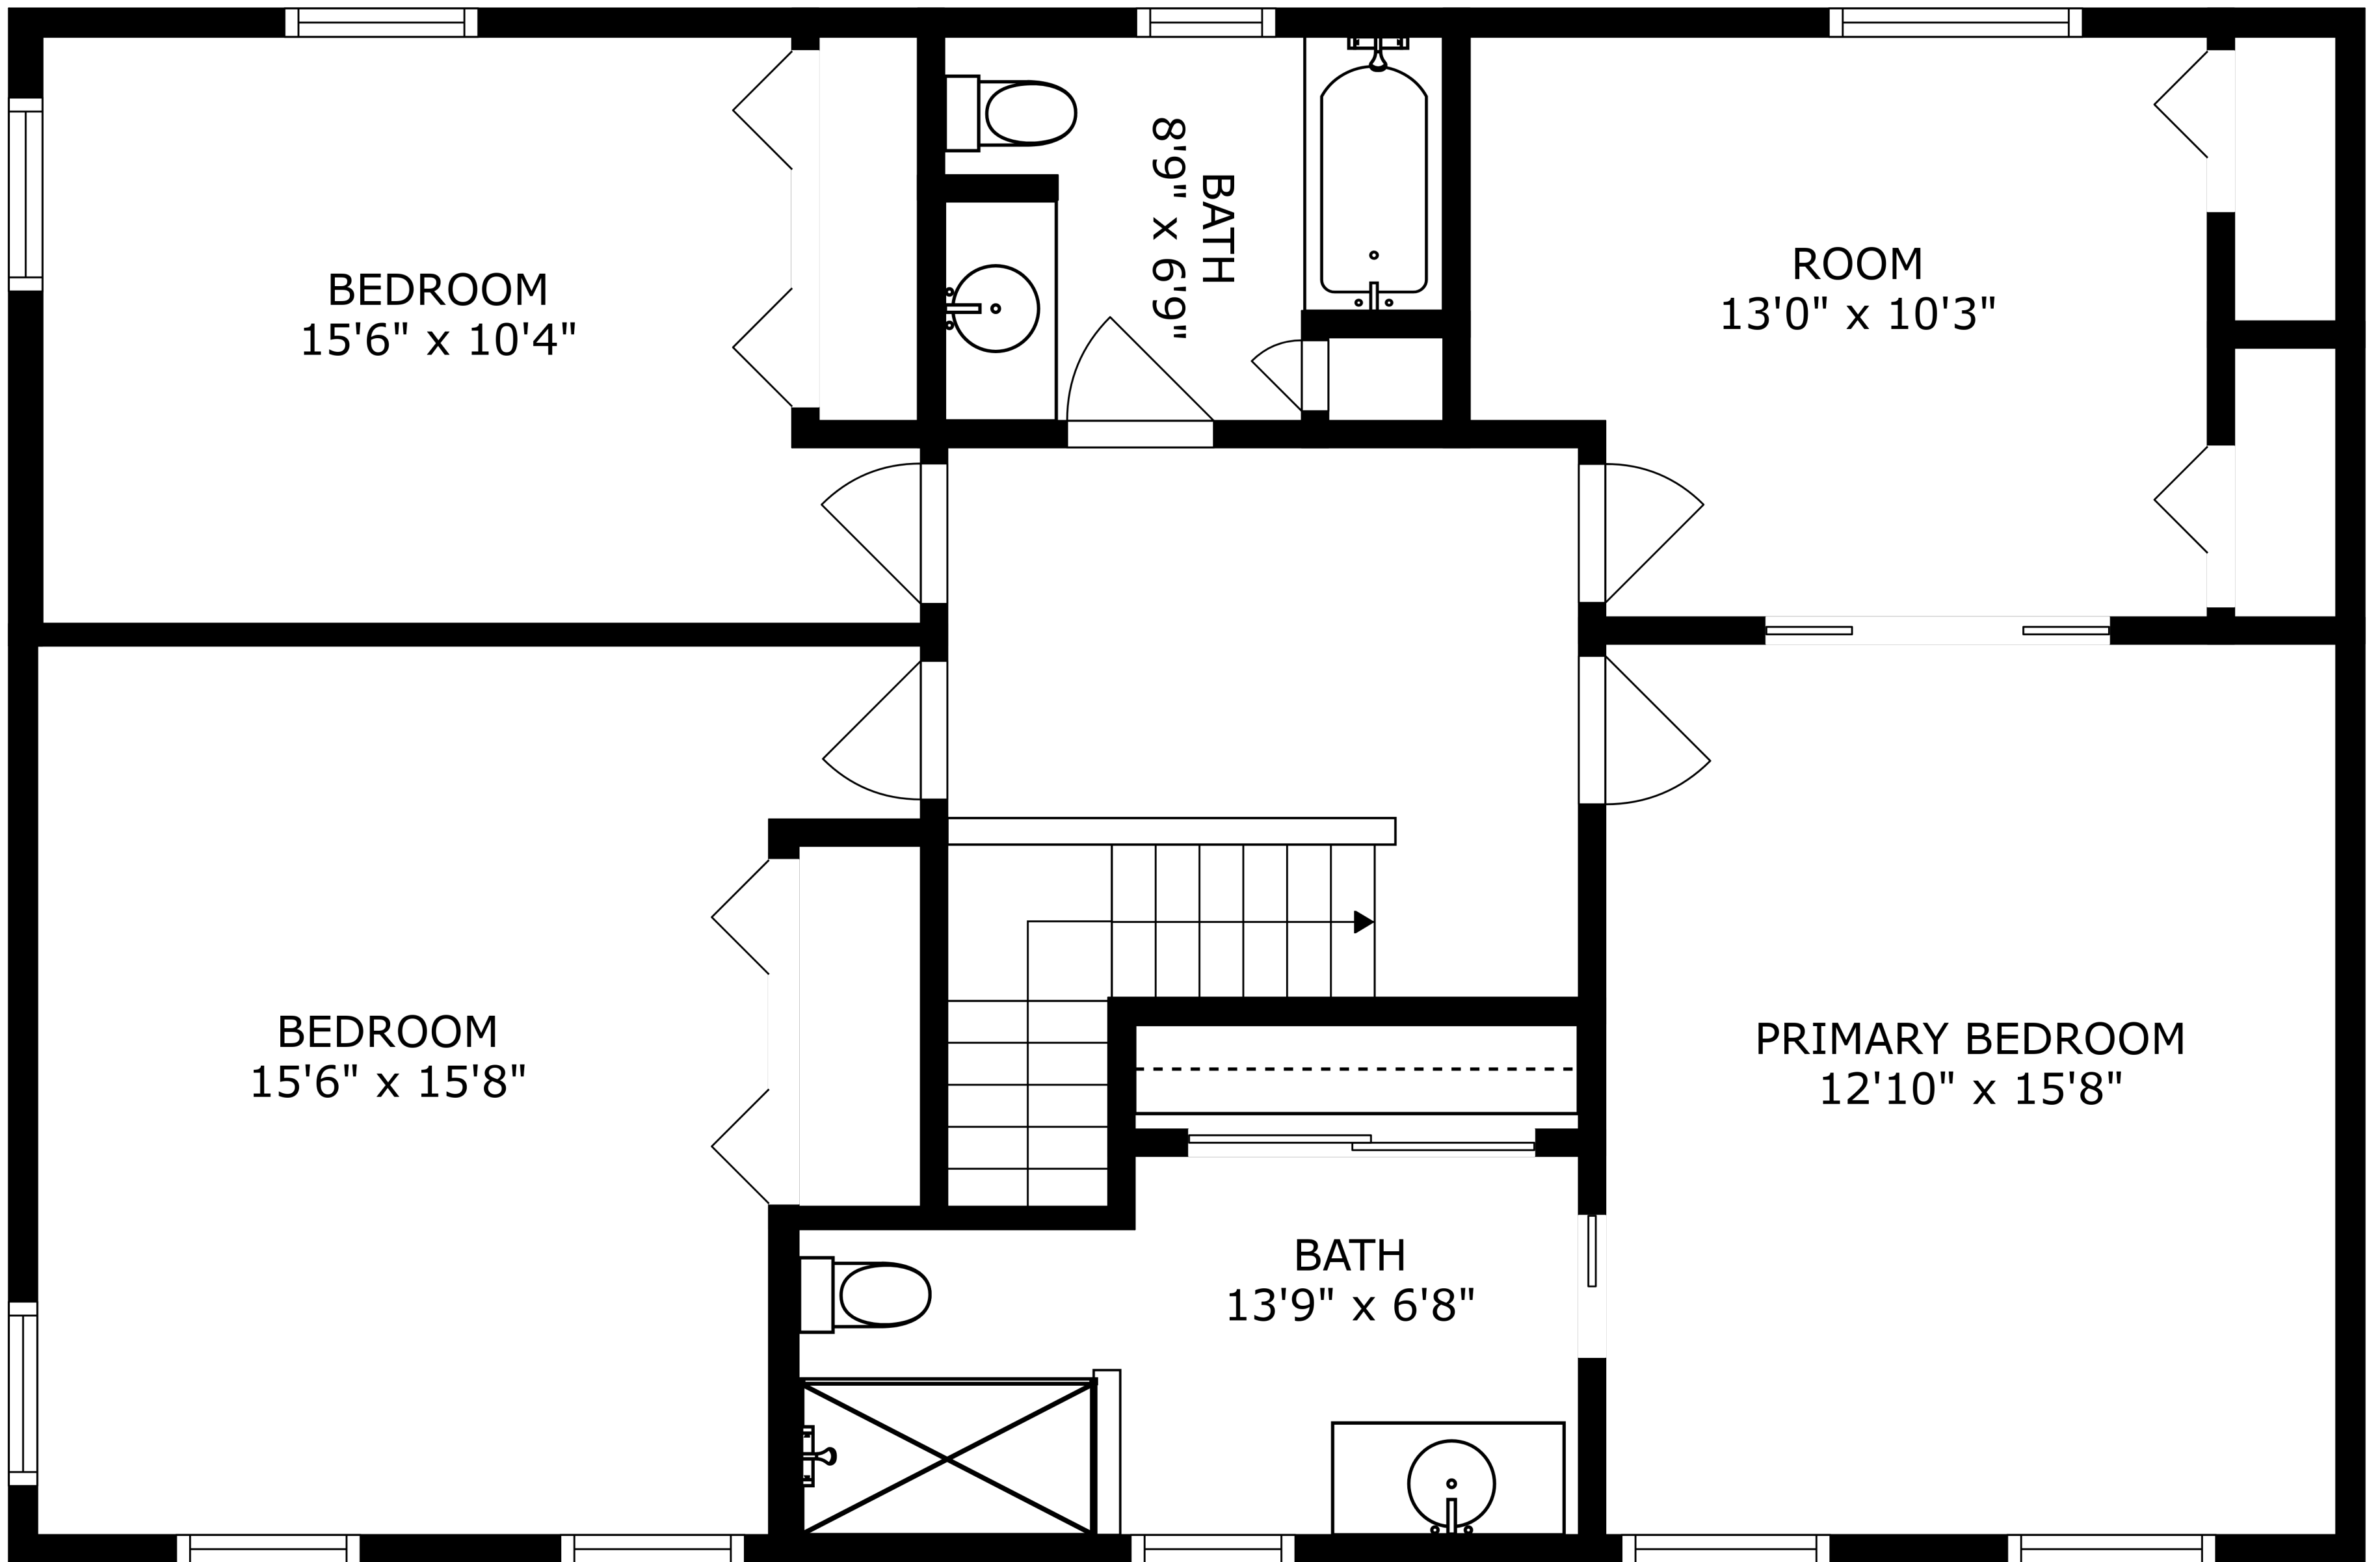 BEDROOM
15'6" x 10'4"
BATH
8'9" x 6'9"
ROOM
13'0" x 10'3"
BEDROOM
15'6" x 15'8"
PRIMARY BEDROOM
12'10" x 15'8"
BATH
13'9" x 6'8"